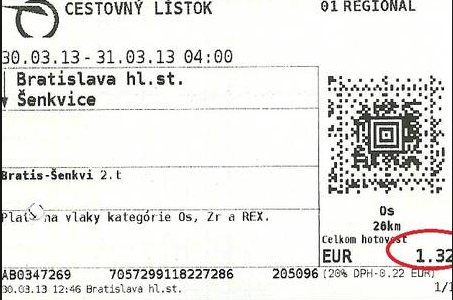 CESTOVNÝ LÍSTOK
01 REGIONAL
30.03.13 - 31.03.13 04:00
Bratislava hl.st.
Šenkvice
Bratis-Šenkvi 2.t
Platí na vlaky kategórie Os, Zr a REX.
Os
26km
Celkom hotovosť
EUR 1.32
AB0347269 70572991118227286 205096 (20% DPH-0.22 EUR)
30.03.13 12:46 Bratislava hl.st. 1/1